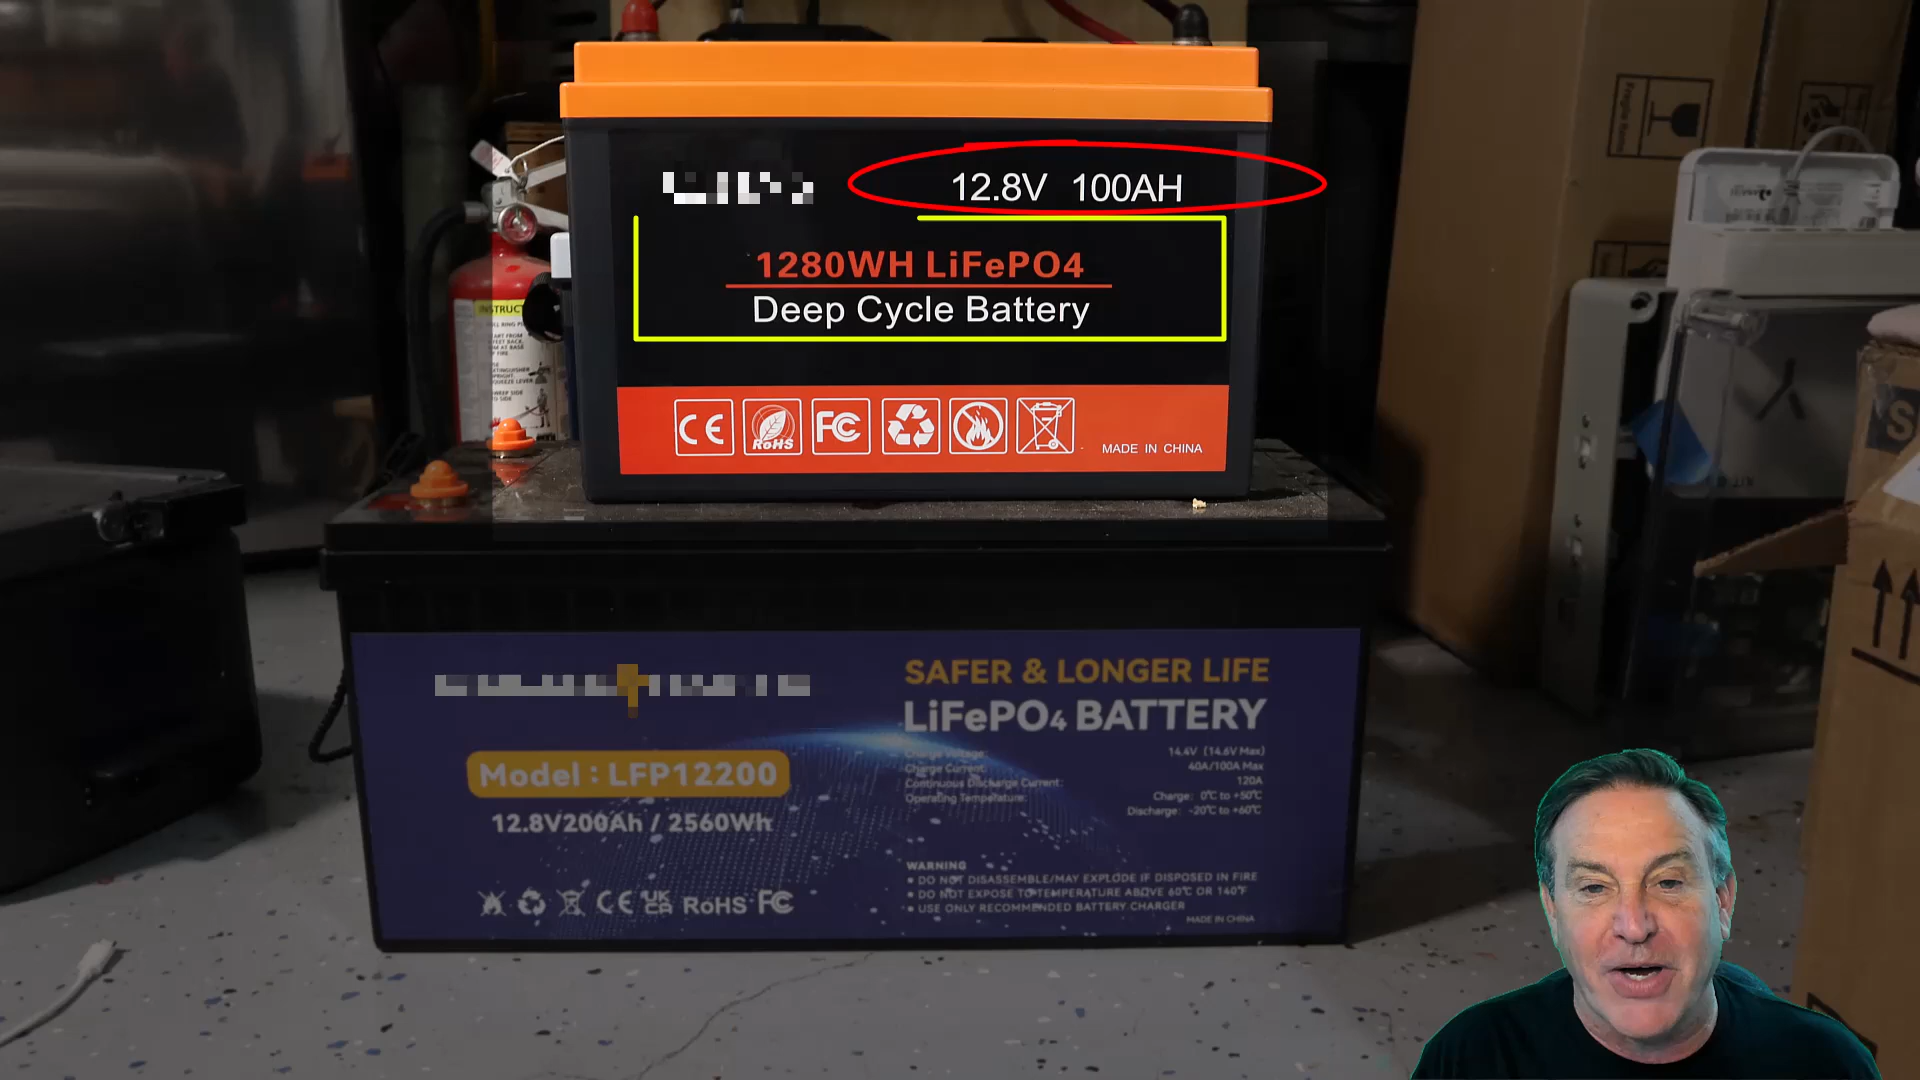 12.8V 100AH
1280WH LiFePO4
Deep Cycle Battery
CE RoHS FC
MADE IN CHINA
INSTRUC
SAFER & LONGER LIFE
LiFePO4 BATTERY
Charge Voltage: 14.4V (14.6V Max)
Charge Current: 40A/100A Max
Continuous Discharge Current: 120A
Operating Temperature: Charge: 0℃ to +50℃
Discharge: -20℃ to +60℃
Model : LFP12200
12.8V200Ah / 2560Wh
WARNING
• DO NOT DISASSEMBLE/MAY EXPLODE IF DISPOSED IN FIRE
• DO NOT EXPOSE TO TEMPERATURE ABOVE 60℃ OR 140℉
• USE ONLY RECOMMENDED BATTERY CHARGER
MADE IN CHINA
CE UK CA RoHS FC